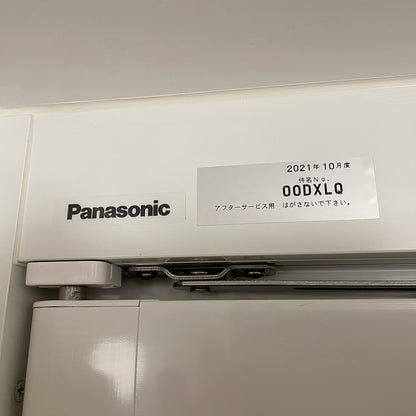 Panasonic
2021年 10月度
件名No.
00DXLQ
アフターサービス用 はがさないで下さい。